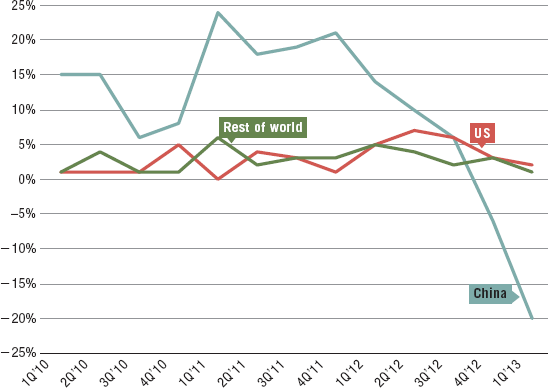 25%
20%
15%
10%
5%
0%
–5%
–10%
–15%
–20%
–25%
Rest of world
US
China
1Q'10
2Q'10
3Q'10
4Q'10
1Q'11
2Q'11
3Q'11
4Q'11
1Q'12
2Q'12
3Q'12
4Q'12
1Q'13